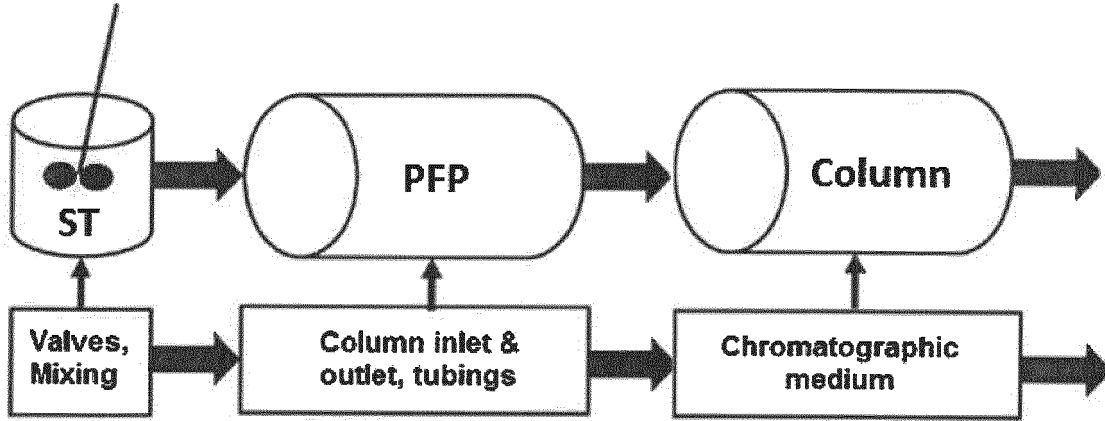 ST
PFP
Column
Valves,
Mixing
Column inlet &
outlet, tubings
Chromatographic
medium